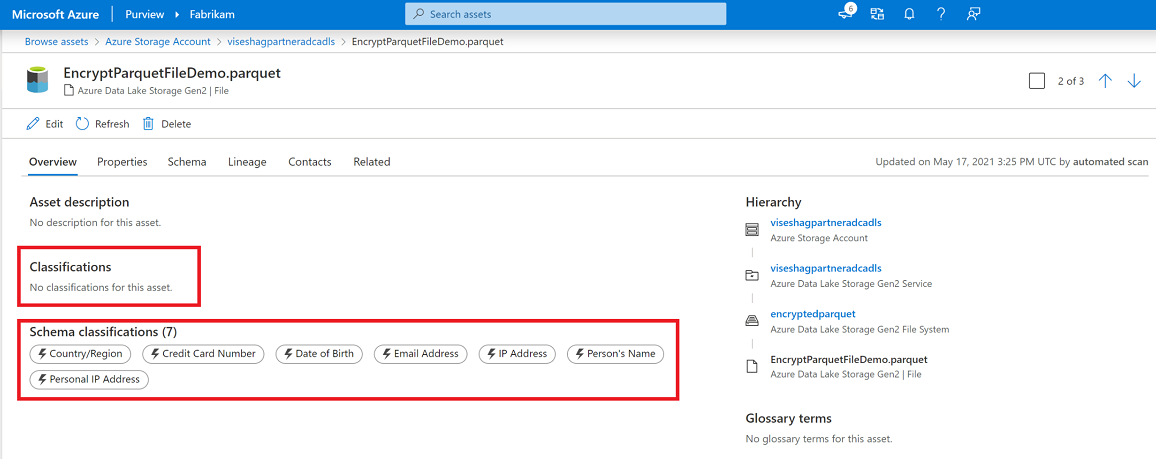 Microsoft Azure Purview Fabrikam Search assets 6
Browse assets > Azure Storage Account > viseshagpartneradcadls > EncryptParquetFileDemo.parquet
EncryptParquetFileDemo.parquet
Azure Data Lake Storage Gen2 | File
2 of 3
Edit Refresh Delete
Overview Properties Schema Lineage Contacts Related
Updated on May 17, 2021 3:25 PM UTC by automated scan
Asset description
No description for this asset.
Classifications
No classifications for this asset.
Schema classifications (7)
Country/Region Credit Card Number Date of Birth Email Address IP Address Person's Name
Personal IP Address
Hierarchy
viseshagpartneradcadls
Azure Storage Account
viseshagpartneradcadls
Azure Data Lake Storage Gen2 Service
encryptedparquet
Azure Data Lake Storage Gen2 File System
EncryptParquetFileDemo.parquet
Azure Data Lake Storage Gen2 | File
Glossary terms
No glossary terms for this asset.